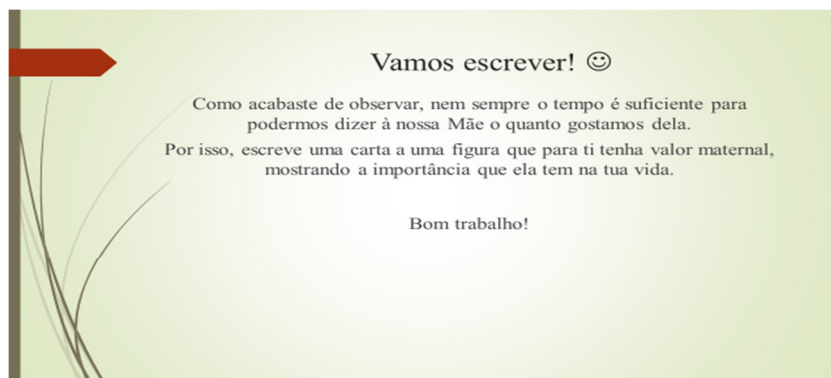 Vamos escrever! ☺
Como acabaste de observar, nem sempre o tempo é suficiente para
podermos dizer à nossa Mãe o quanto gostamos dela.
Por isso, escreve uma carta a uma figura que para ti tenha valor maternal,
mostrando a importância que ela tem na tua vida.
Bom trabalho!